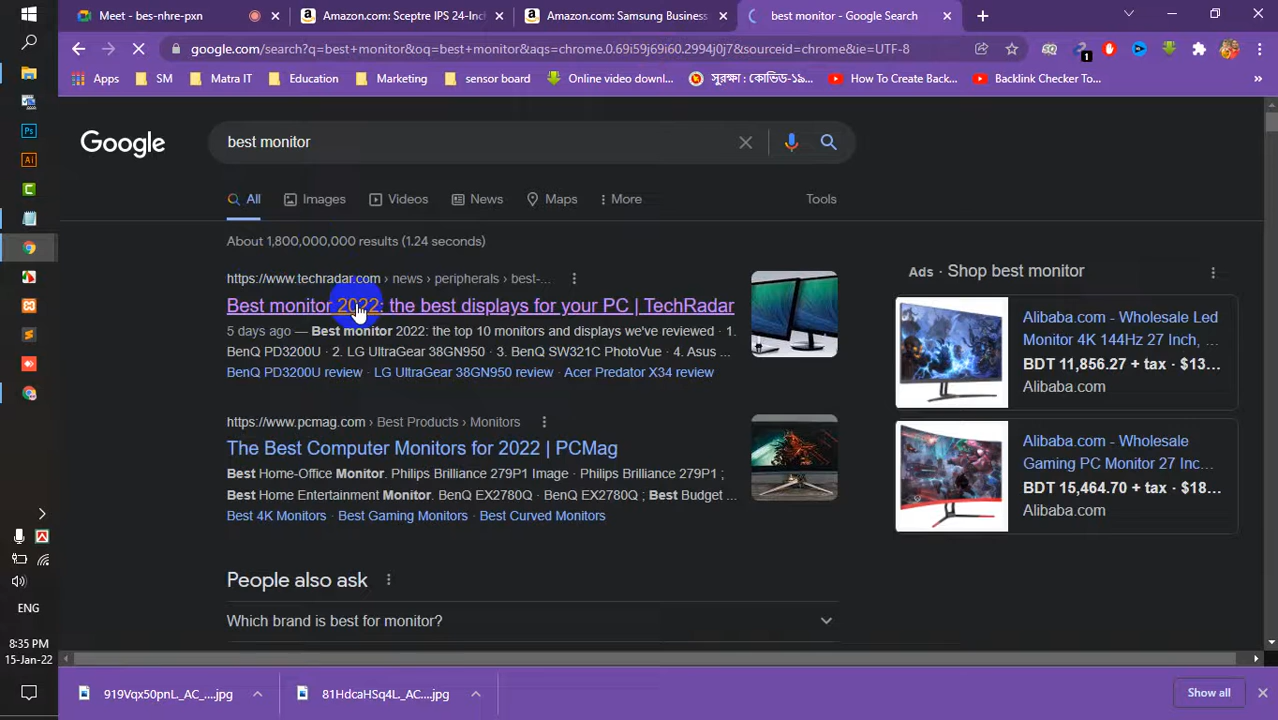 Meet - bes-nhre-pxn
Amazon.com: Sceptre IPS 24-Inc
Amazon.com: Samsung Business
best monitor - Google Search
google.com/search?q=best+monitor&oq=best+monitor&aqs=chrome.0.69i59j69i60.2994j0j7&sourceid=chrome&ie=UTF-8
1
Apps
SM
Matra IT
Education
Marketing
sensor board
Online video downl...
সুরক্ষা : কোভিড-১৯...
How To Create Back...
Backlink Checker To...
»
Google
best monitor
All
Images
Videos
News
Maps
More
Tools
About 1,800,000,000 results (1.24 seconds)
https://www.techradar.com › news › peripherals › best-...
Best monitor 2022: the best displays for your PC | TechRadar
5 days ago — Best monitor 2022: the top 10 monitors and displays we've reviewed · 1.
BenQ PD3200U · 2. LG UltraGear 38GN950 · 3. BenQ SW321C PhotoVue · 4. Asus ...
BenQ PD3200U review · LG UltraGear 38GN950 review · Acer Predator X34 review
https://www.pcmag.com › Best Products › Monitors
The Best Computer Monitors for 2022 | PCMag
Best Home-Office Monitor. Philips Brilliance 279P1 Image · Philips Brilliance 279P1 ;
Best Home Entertainment Monitor. BenQ EX2780Q · BenQ EX2780Q ; Best Budget ...
Best 4K Monitors · Best Gaming Monitors · Best Curved Monitors
People also ask
Which brand is best for monitor?
Ads · Shop best monitor
Alibaba.com - Wholesale Led
Monitor 4K 144Hz 27 Inch, ...
BDT 11,856.27 + tax · $13...
Alibaba.com
Alibaba.com - Wholesale
Gaming PC Monitor 27 Inc...
BDT 15,464.70 + tax · $18...
Alibaba.com
Ps
Ai
C
ENG
8:35 PM
15-Jan-22
919Vqx50pnL._AC_....jpg
81HdcaHSq4L._AC....jpg
Show all